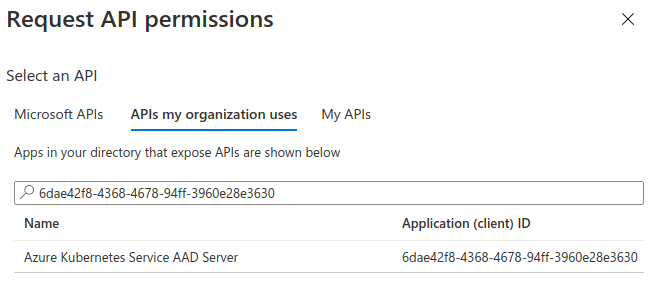 Request API permissions
Select an API
Microsoft APIs APIs my organization uses My APIs
Apps in your directory that expose APIs are shown below
6dae42f8-4368-4678-94ff-3960e28e3630
Name Application (client) ID
Azure Kubernetes Service AAD Server 6dae42f8-4368-4678-94ff-3960e28e3630